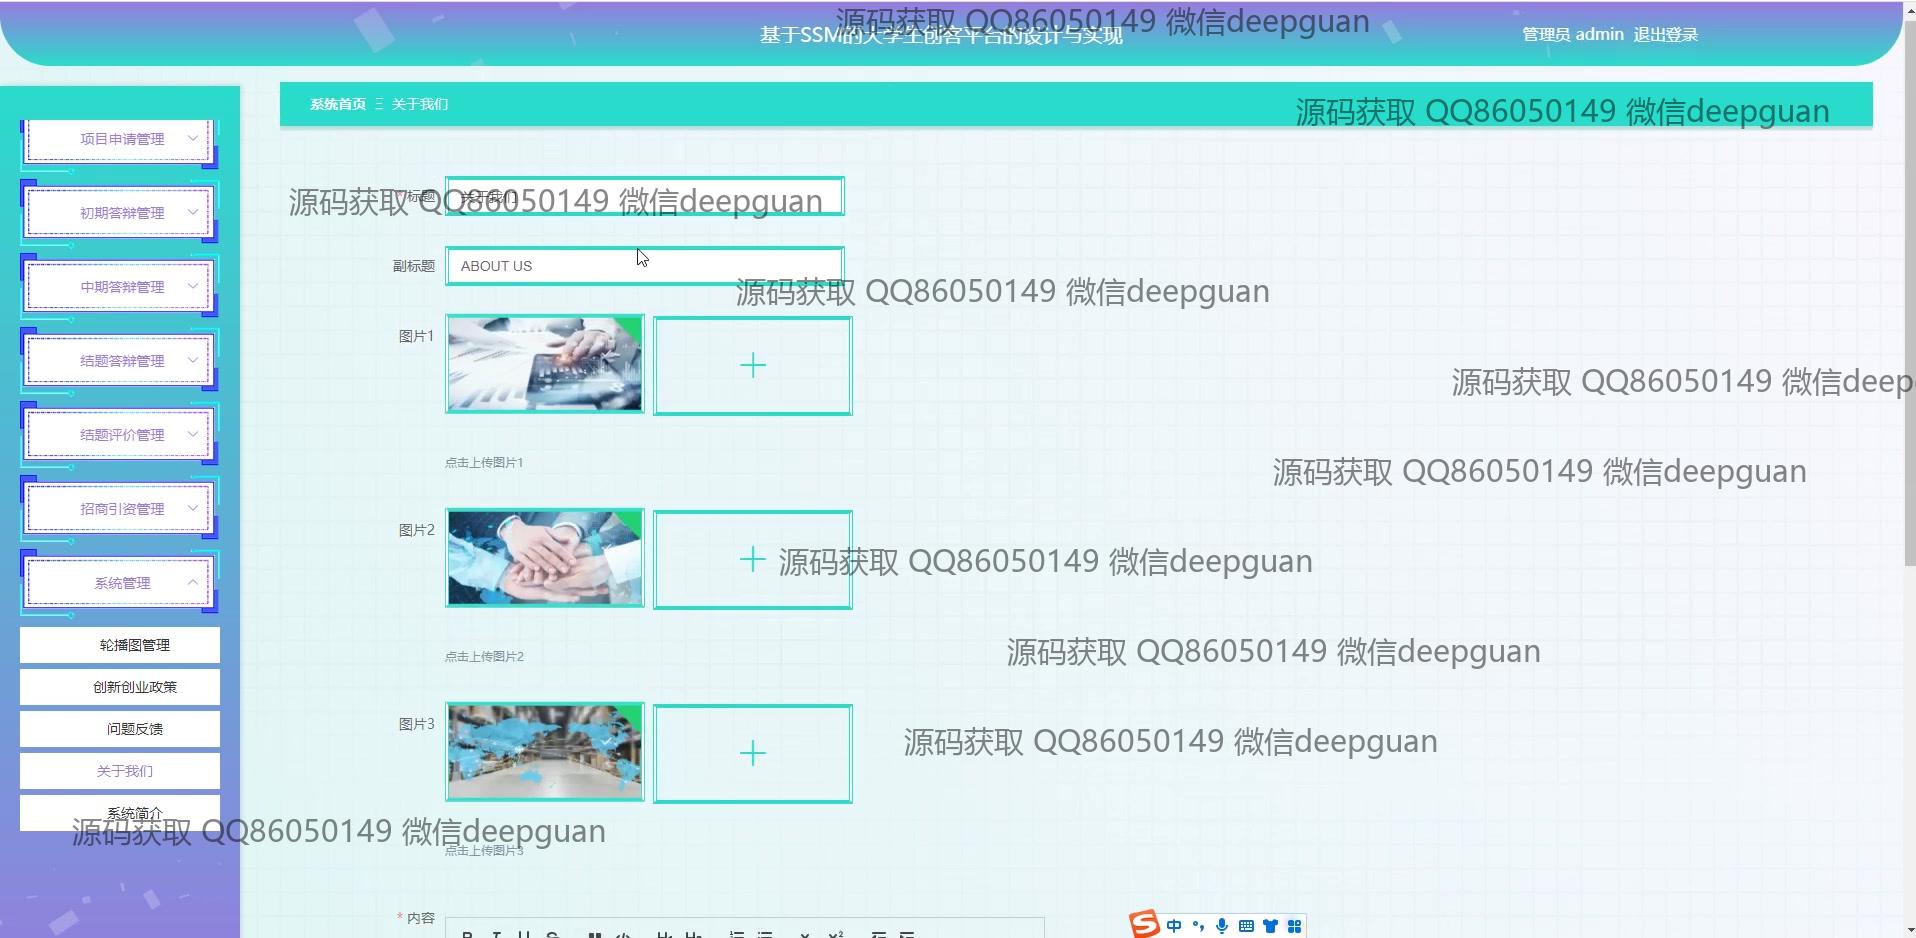 源码获取 QQ86050149 微信deepguan
基于SSM的大学生创客平台的设计与实现
管理员 admin 退出登录
系统首页 Ξ 关于我们
源码获取 QQ86050149 微信deepguan
项目申请管理
初期答辩管理
中期答辩管理
结题答辩管理
结题评价管理
招商引资管理
系统管理
轮播图管理
创新创业政策
问题反馈
关于我们
系统简介
* 标题 关于我们
源码获取 QQ86050149 微信deepguan
副标题 ABOUT US
源码获取 QQ86050149 微信deepguan
图片1
源码获取 QQ86050149 微信deep
点击上传图片1
源码获取 QQ86050149 微信deepguan
图片2
源码获取 QQ86050149 微信deepguan
点击上传图片2
源码获取 QQ86050149 微信deepguan
图片3
源码获取 QQ86050149 微信deepguan
源码获取 QQ86050149 微信deepguan
点击上传图片3
* 内容
中